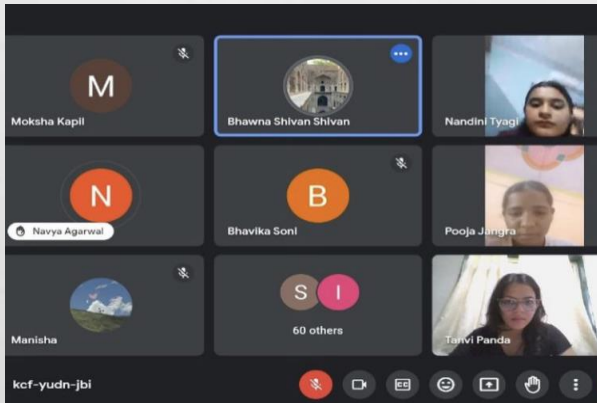 M
Moksha Kapil
Bhawna Shivan Shivan
Nandini Tyagi
N
Navya Agarwal
B
Bhavika Soni
Pooja Jangra
Manisha
S I
60 others
Tanvi Panda
kcf-yudn-jbi
CC